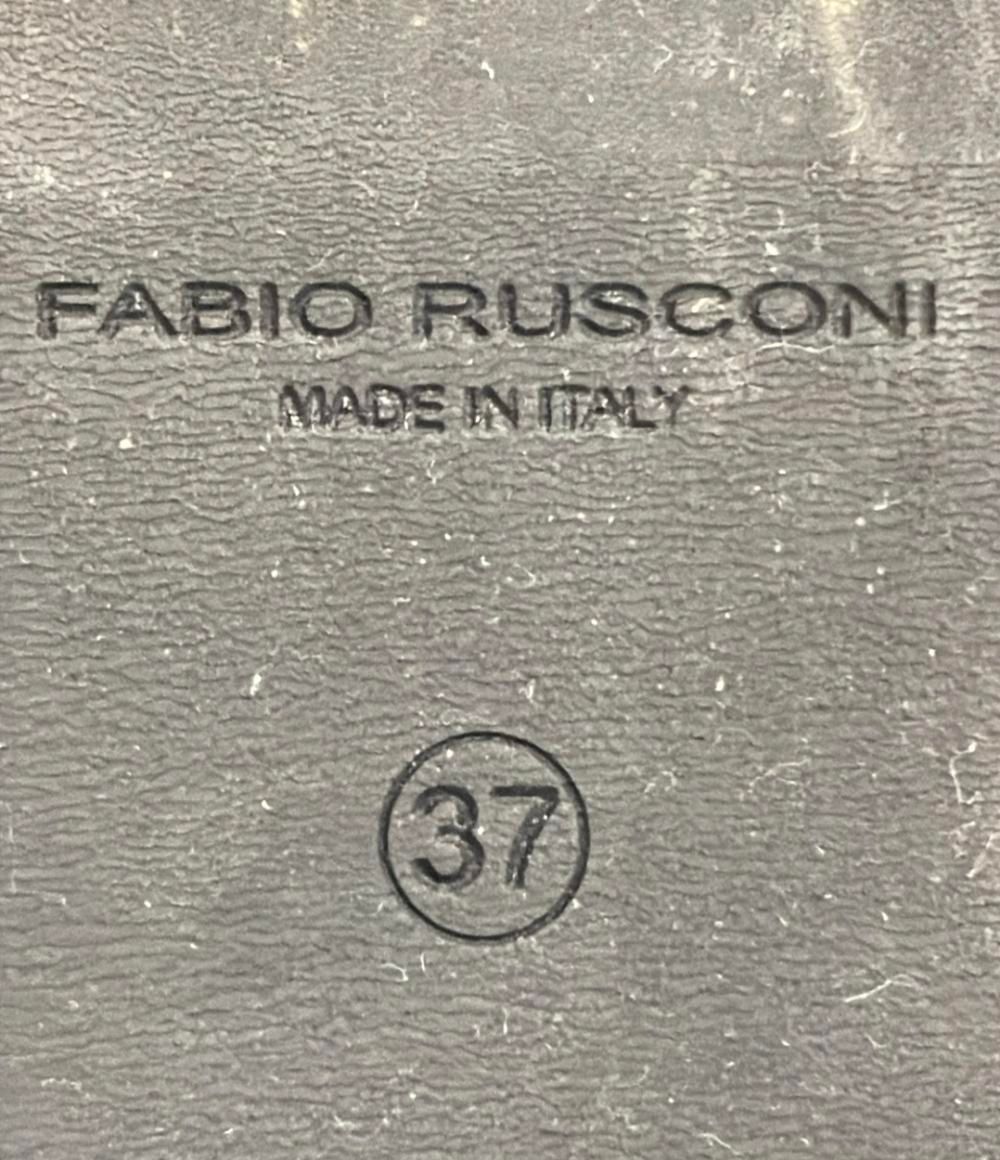 FABIO RUSCONI
MADE IN ITALY
37